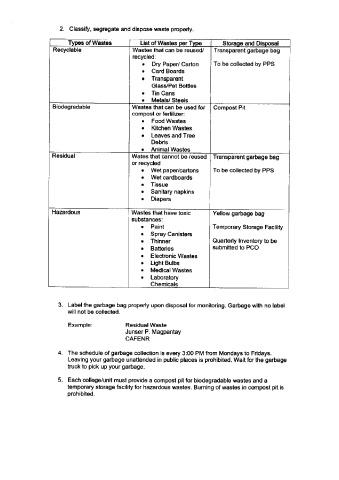 2. Classify, segregate and dispose waste properly.
Types of Wastes List of Wastes per Type Storage and Disposal
Recyclable
Wastes that can be reused/
recycled:
• Dry Paper/ Carton
• Card Boards
• Transparent
Glass/Pet Bottles
• Tin Cans
• Metals/ Steels
Transparent garbage bag
To be collected by PPS
Biodegradable
Wastes that can be used for
compost or fertilizer:
• Food Wastes
• Kitchen Wastes
• Leaves and Tree
Debris
• Animal Wastes
Compost Pit
Residual
Wates that cannot be reused
or recycled
• Wet paper/cartons
• Wet cardboards
• Tissue
• Sanitary napkins
• Diapers
Transparent garbage bag
To be collected by PPS
Hazardous
Wastes that have toxic
substances:
• Paint
• Spray Canisters
• Thinner
• Batteries
• Electronic Wastes
• Light Bulbs
• Medical Wastes
• Laboratory
Chemicals
Yellow garbage bag
Temporary Storage Facility
Quarterly Inventory to be
submitted to PCO
3. Label the garbage bag properly upon disposal for monitoring. Garbage with no label
will not be collected.
Example: Residual Waste
Junser P. Magpantay
CAFENR
4. The schedule of garbage collection is every 3:00 PM from Mondays to Fridays.
Leaving your garbage unattended in public places is prohibited. Wait for the garbage
truck to pick up your garbage.
5. Each college/unit must provide a compost pit for biodegradable wastes and a
temporary storage facility for hazardous wastes. Burning of wastes in compost pit is
prohibited.